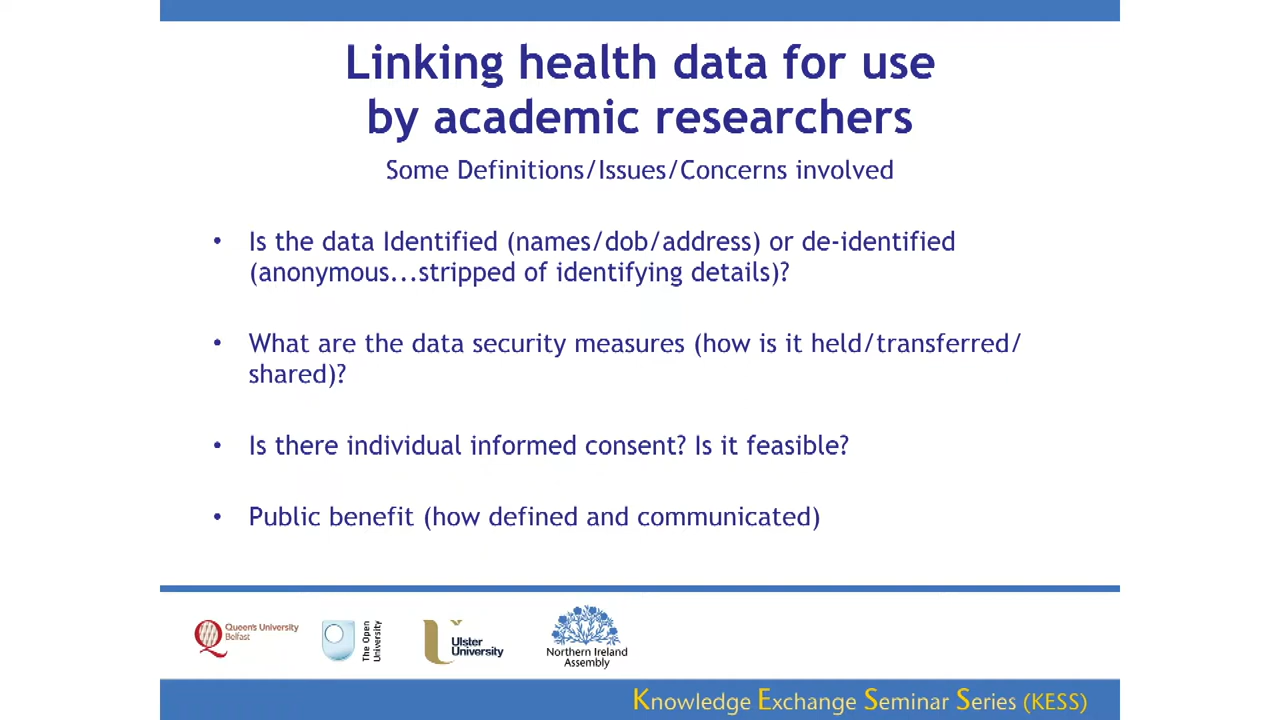 Linking health data for use
by academic researchers
Some Definitions/Issues/Concerns involved
• Is the data Identified (names/dob/address) or de-identified
(anonymous...stripped of identifying details)?
• What are the data security measures (how is it held/transferred/
shared)?
• Is there individual informed consent? Is it feasible?
• Public benefit (how defined and communicated)
Queen's University
Belfast
The Open
University
Ulster
University
Northern Ireland
Assembly
Knowledge Exchange Seminar Series (KESS)